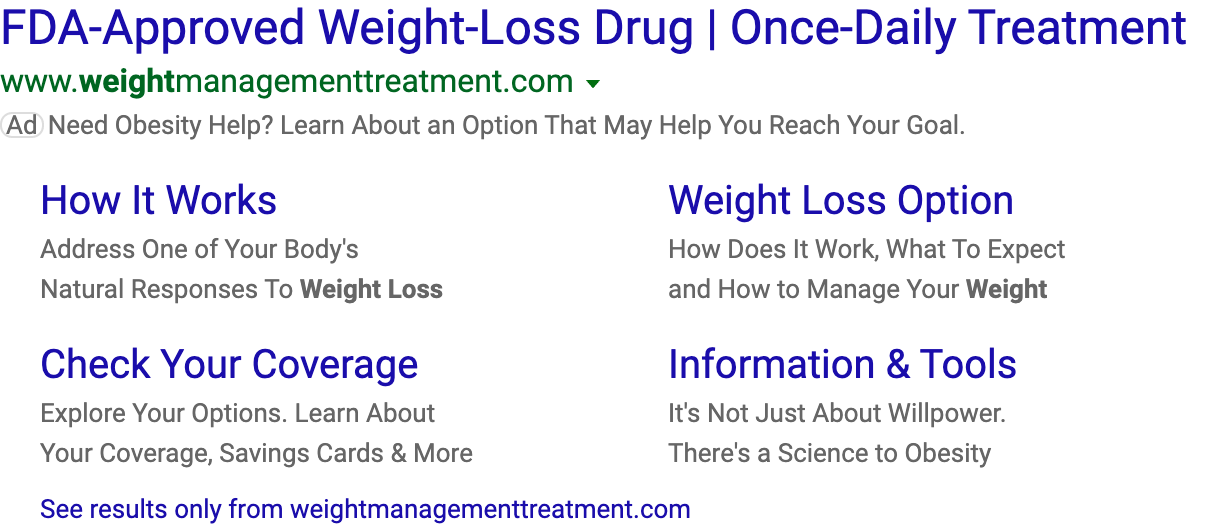 FDA-Approved Weight-Loss Drug | Once-Daily Treatment
www.weightmanagementtreatment.com
Ad Need Obesity Help? Learn About an Option That May Help You Reach Your Goal.
How It Works
Address One of Your Body's
Natural Responses To Weight Loss
Weight Loss Option
How Does It Work, What To Expect
and How to Manage Your Weight
Check Your Coverage
Explore Your Options. Learn About
Your Coverage, Savings Cards & More
Information & Tools
It's Not Just About Willpower.
There's a Science to Obesity
See results only from weightmanagementtreatment.com